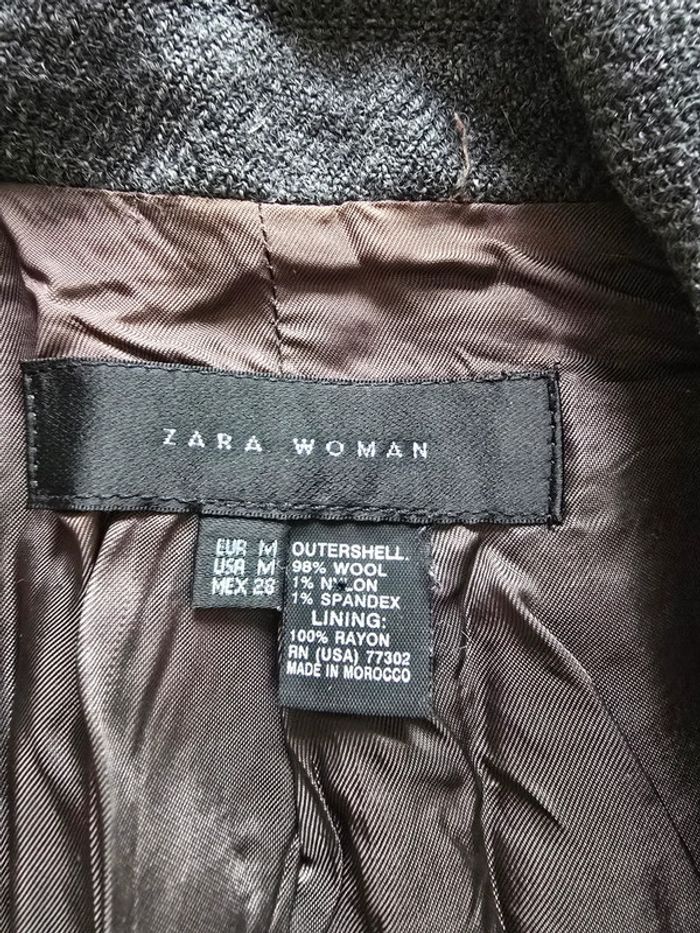 ZARA WOMAN
EUR M
USA M
MEX 28
OUTERSHELL.
98% WOOL
1% NYLON
1% SPANDEX
LINING:
100% RAYON
RN (USA) 77302
MADE IN MOROCCO